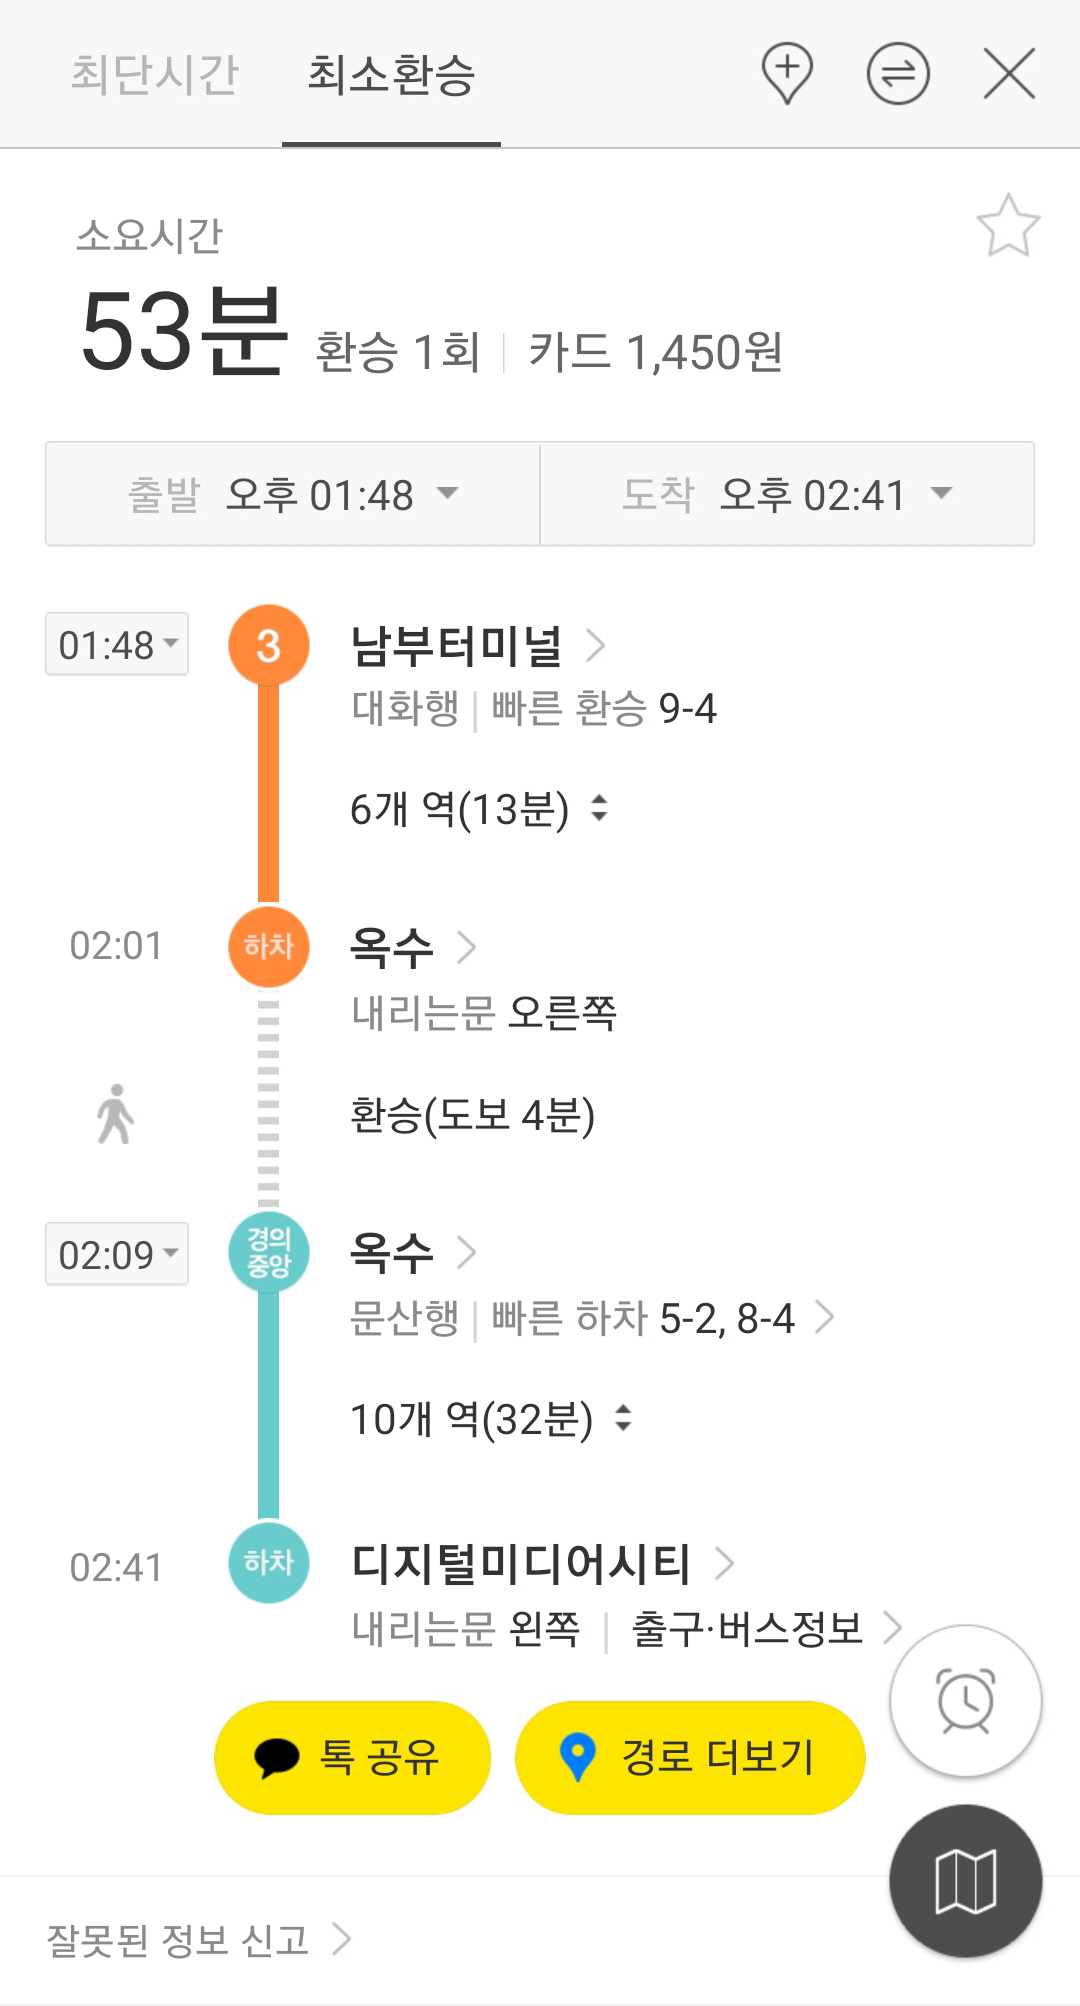 최단시간 최소환승
소요시간
53분 환승 1회 | 카드 1,450원
출발 오후 01:48 도착 오후 02:41
01:48 3 남부터미널
대화행 | 빠른 환승 9-4
6개 역(13분)
02:01 하차 옥수
내리는문 오른쪽
환승(도보 4분)
02:09 경의중앙 옥수
문산행 | 빠른 하차 5-2, 8-4
10개 역(32분)
02:41 하차 디지털미디어시티
내리는문 왼쪽 | 출구·버스정보
톡 공유 경로 더보기
잘못된 정보 신고